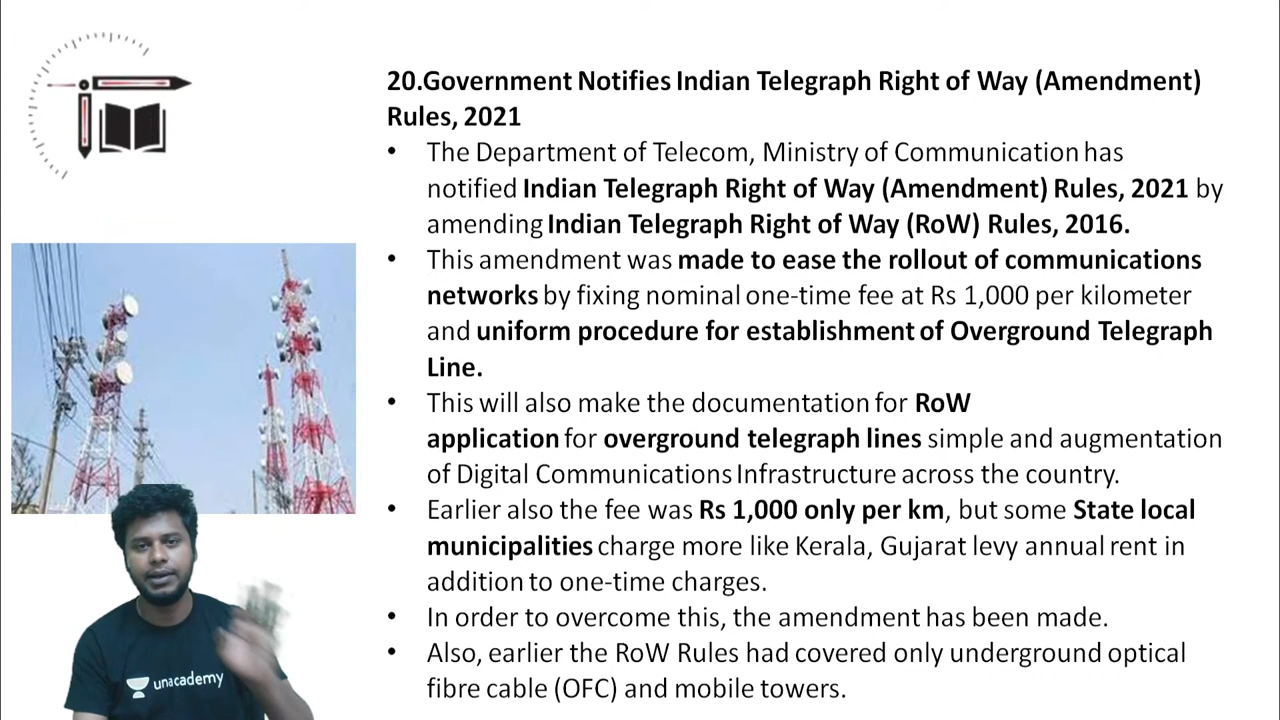 20.Government Notifies Indian Telegraph Right of Way (Amendment)
Rules, 2021
• The Department of Telecom, Ministry of Communication has
notified Indian Telegraph Right of Way (Amendment) Rules, 2021 by
amending Indian Telegraph Right of Way (RoW) Rules, 2016.
• This amendment was made to ease the rollout of communications
networks by fixing nominal one-time fee at Rs 1,000 per kilometer
and uniform procedure for establishment of Overground Telegraph
Line.
• This will also make the documentation for RoW
application for overground telegraph lines simple and augmentation
of Digital Communications Infrastructure across the country.
• Earlier also the fee was Rs 1,000 only per km, but some State local
municipalities charge more like Kerala, Gujarat levy annual rent in
addition to one-time charges.
• In order to overcome this, the amendment has been made.
• Also, earlier the RoW Rules had covered only underground optical
fibre cable (OFC) and mobile towers.
unacademy